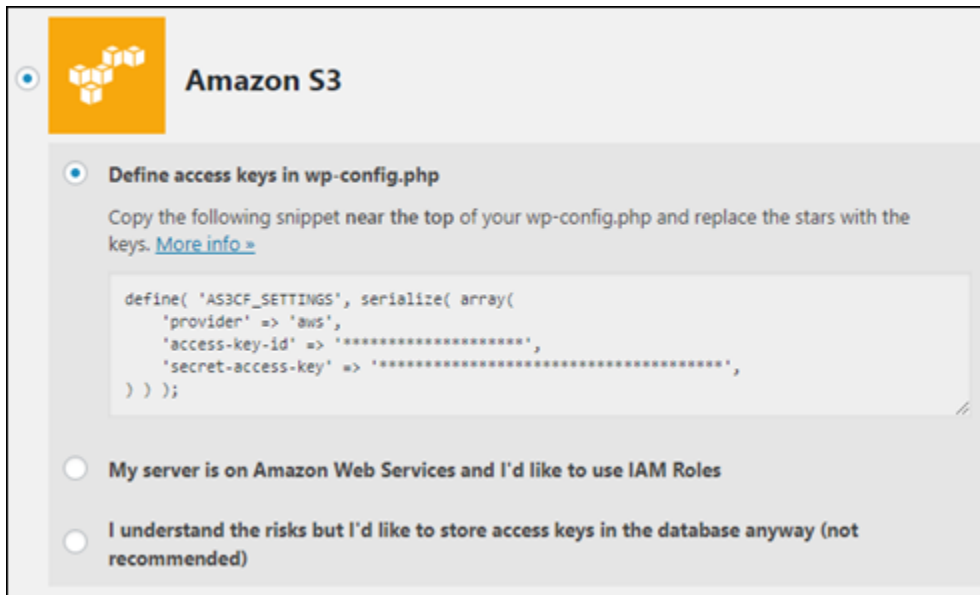 Amazon S3
Define access keys in wp-config.php
Copy the following snippet near the top of your wp-config.php and replace the stars with the
keys. More info »
define( 'AS3CF_SETTINGS', serialize( array(
    'provider' => 'aws',
    'access-key-id' => '********************',
    'secret-access-key' => '**************************************',
) ) );
My server is on Amazon Web Services and I'd like to use IAM Roles
I understand the risks but I'd like to store access keys in the database anyway (not
recommended)